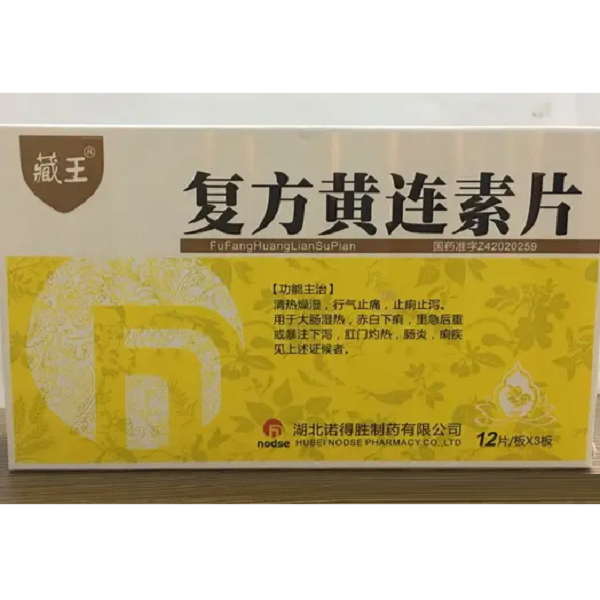 藏王®
复方黄连素片
FuFangHuangLianSuPian
国药准字Z42020259
【功能主治】
清热燥湿，行气止痛，止痢止泻。
用于大肠湿热，赤白下痢，里急后重
或暴注下泻，肛门灼热，肠炎，痢疾
见上述证候者。
nodse
湖北诺得胜制药有限公司
HUBEI NODSE PHARMACY CO.,LTD
12片/板X3板